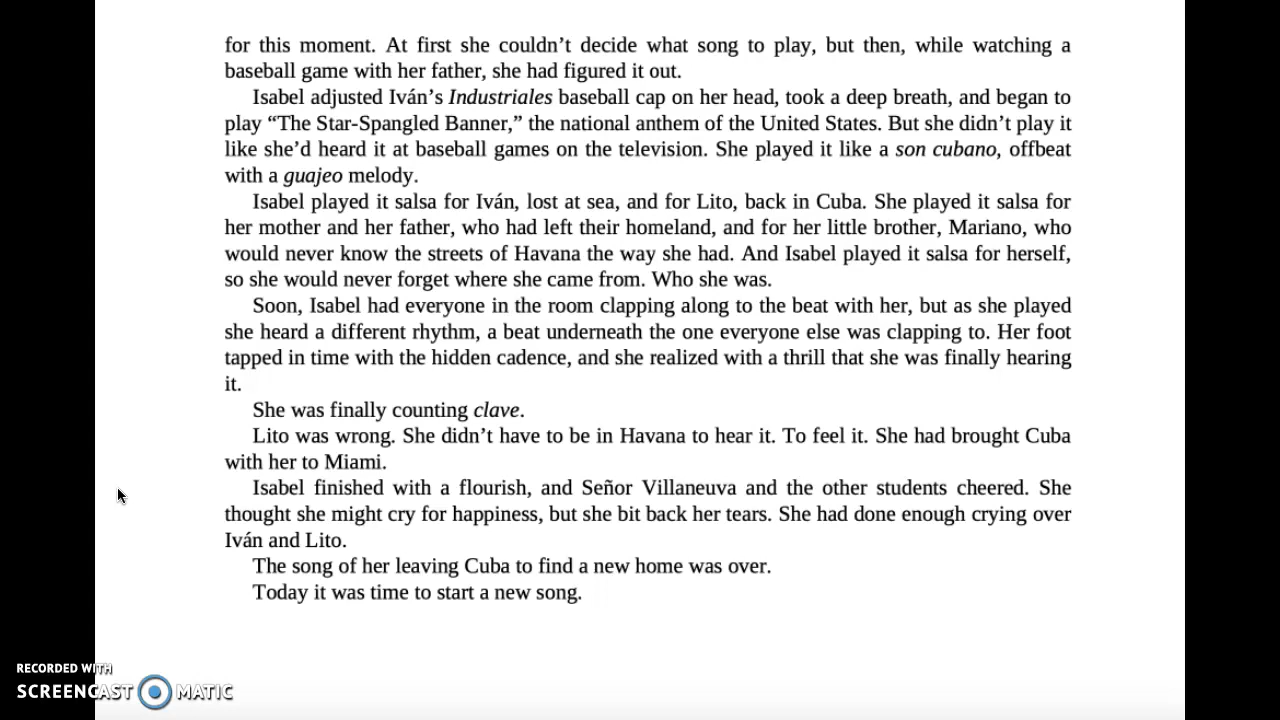 for this moment. At first she couldn’t decide what song to play, but then, while watching a
baseball game with her father, she had figured it out.
Isabel adjusted Iván’s Industriales baseball cap on her head, took a deep breath, and began to
play “The Star-Spangled Banner,” the national anthem of the United States. But she didn’t play it
like she’d heard it at baseball games on the television. She played it like a son cubano, offbeat
with a guajeo melody.
Isabel played it salsa for Iván, lost at sea, and for Lito, back in Cuba. She played it salsa for
her mother and her father, who had left their homeland, and for her little brother, Mariano, who
would never know the streets of Havana the way she had. And Isabel played it salsa for herself,
so she would never forget where she came from. Who she was.
Soon, Isabel had everyone in the room clapping along to the beat with her, but as she played
she heard a different rhythm, a beat underneath the one everyone else was clapping to. Her foot
tapped in time with the hidden cadence, and she realized with a thrill that she was finally hearing
it.
She was finally counting clave.
Lito was wrong. She didn’t have to be in Havana to hear it. To feel it. She had brought Cuba
with her to Miami.
Isabel finished with a flourish, and Señor Villaneuva and the other students cheered. She
thought she might cry for happiness, but she bit back her tears. She had done enough crying over
Iván and Lito.
The song of her leaving Cuba to find a new home was over.
Today it was time to start a new song.
RECORDED WITH
SCREENCAST MATIC